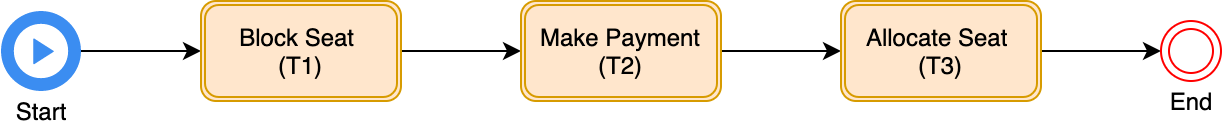 Start
Block Seat
(T1)
Make Payment
(T2)
Allocate Seat
(T3)
End